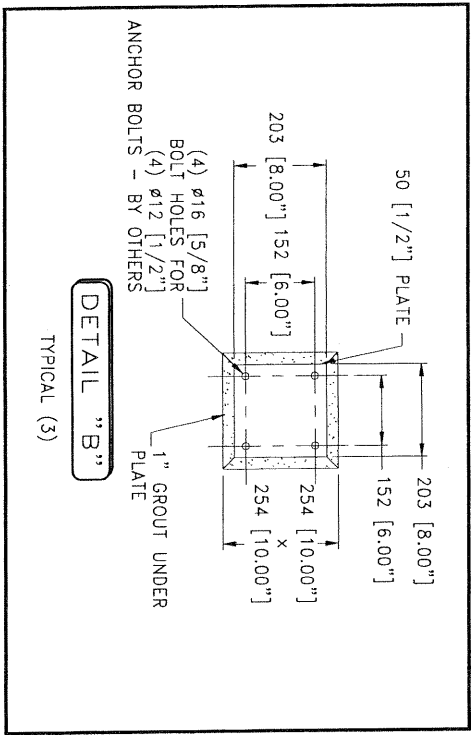 50 [1/2"] PLATE
203 [8.00"]
152 [6.00"]
203
[8.00"] 152 [6.00"]
254 [10.00"]
x
254 [10.00"]
(4) ø16 [5/8"]
BOLT HOLES FOR
(4) ø12 [1/2"]
ANCHOR BOLTS - BY OTHERS
1" GROUT UNDER
PLATE
DETAIL "B"
TYPICAL (3)